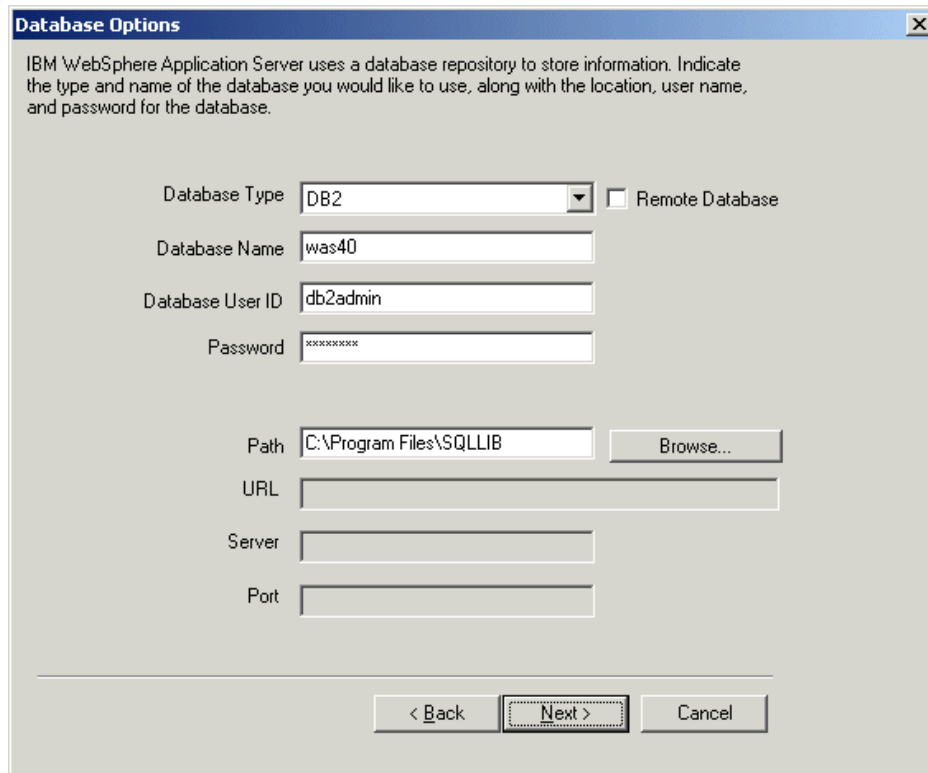 Database Options
IBM WebSphere Application Server uses a database repository to store information. Indicate
the type and name of the database you would like to use, along with the location, user name,
and password for the database.
Database Type DB2 Remote Database
Database Name was40
Database User ID db2admin
Password ********
Path C:\Program Files\SQLLIB Browse...
URL
Server
Port
< Back Next > Cancel